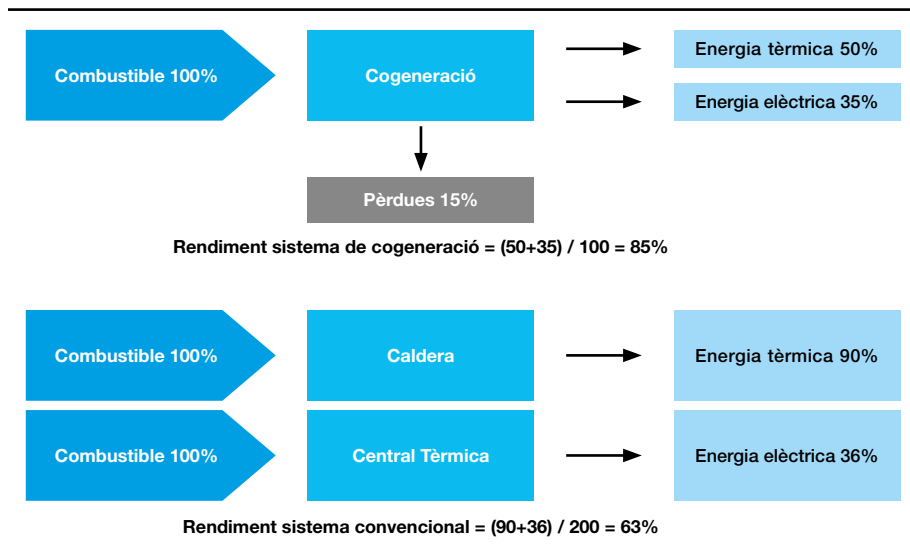 Combustible 100%
Cogeneració
Energia tèrmica 50%
Energia elèctrica 35%
Pèrdues 15%
Rendiment sistema de cogeneració = (50+35) / 100 = 85%
Combustible 100%
Caldera
Energia tèrmica 90%
Combustible 100%
Central Tèrmica
Energia elèctrica 36%
Rendiment sistema convencional = (90+36) / 200 = 63%